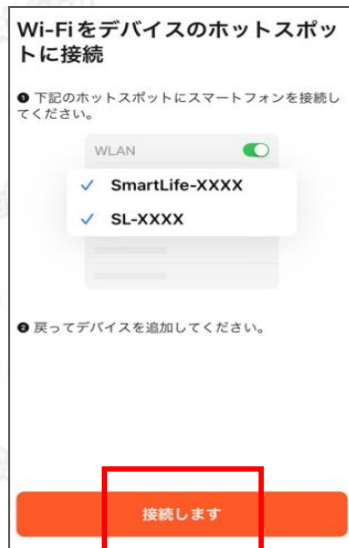 Wi-Fiをデバイスのホットスポッ
トに接続
❶ 下記のホットスポットにスマートフォンを接続し
てください。
WLAN
✓ SmartLife-XXXX
✓ SL-XXXX
❷ 戻ってデバイスを追加してください。
接続します